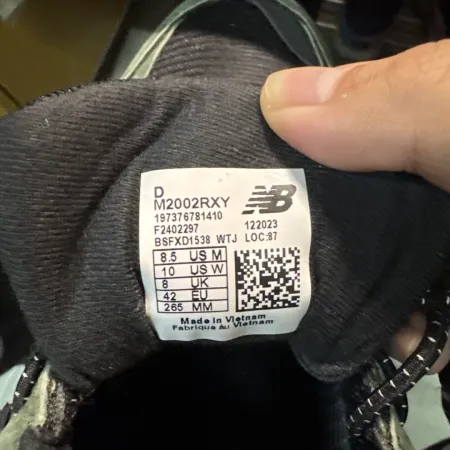 D
M2002RXY
NB
197376781410
F2402297 122023
BSFXD1538 WTJ LOC:87
8.5 US M
10 US W
8 UK
42 EU
265 MM
Made in Vietnam
Fabriqué au Vietnam